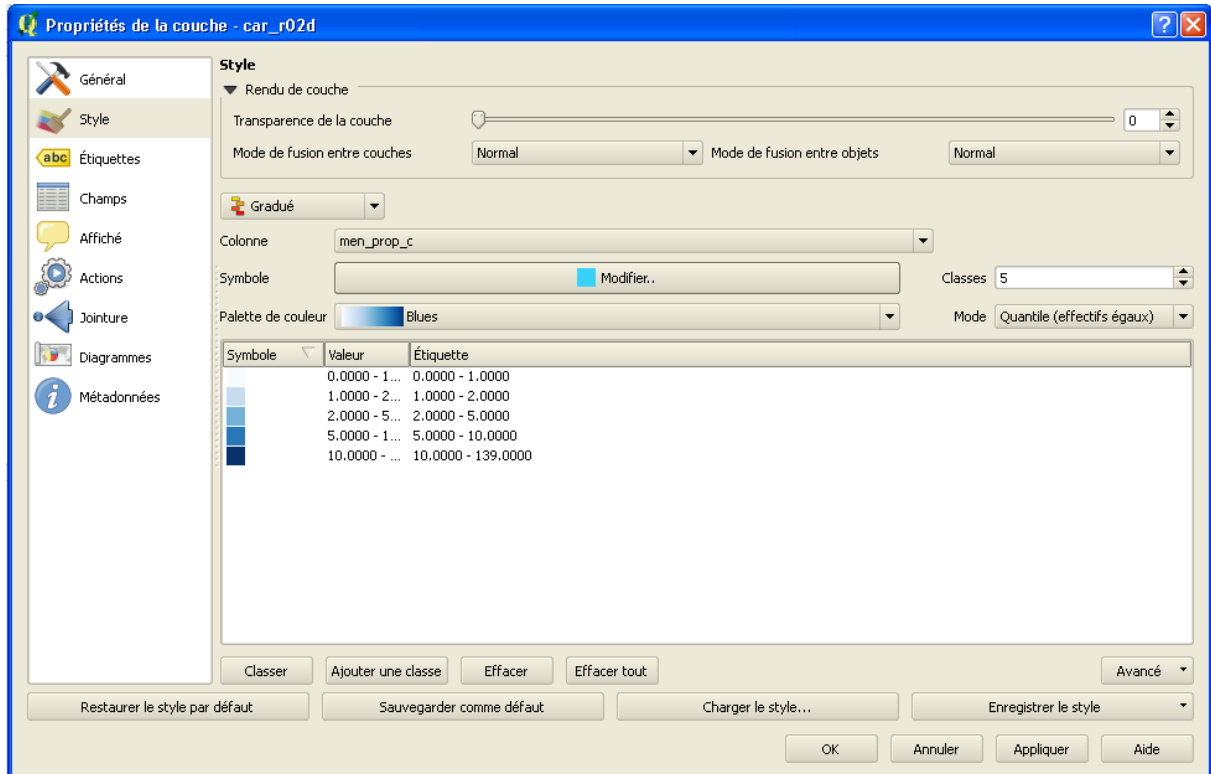 Propriétés de la couche - car_r02d
Général
Style
abc Étiquettes
Champs
Affiché
Actions
Jointure
Diagrammes
i Métadonnées
Style
Rendu de couche
Transparence de la couche 0
Mode de fusion entre couches Normal Mode de fusion entre objets Normal
Gradué
Colonne men_prop_c
Symbole Modifier.. Classes 5
Palette de couleur Blues Mode Quantile (effectifs égaux)
Symbole Valeur Étiquette
0.0000 - 1... 0.0000 - 1.0000
1.0000 - 2... 1.0000 - 2.0000
2.0000 - 5... 2.0000 - 5.0000
5.0000 - 1... 5.0000 - 10.0000
10.0000 - ... 10.0000 - 139.0000
Classer Ajouter une classe Effacer Effacer tout Avancé
Restaurer le style par défaut Sauvegarder comme défaut Charger le style... Enregistrer le style
OK Annuler Appliquer Aide